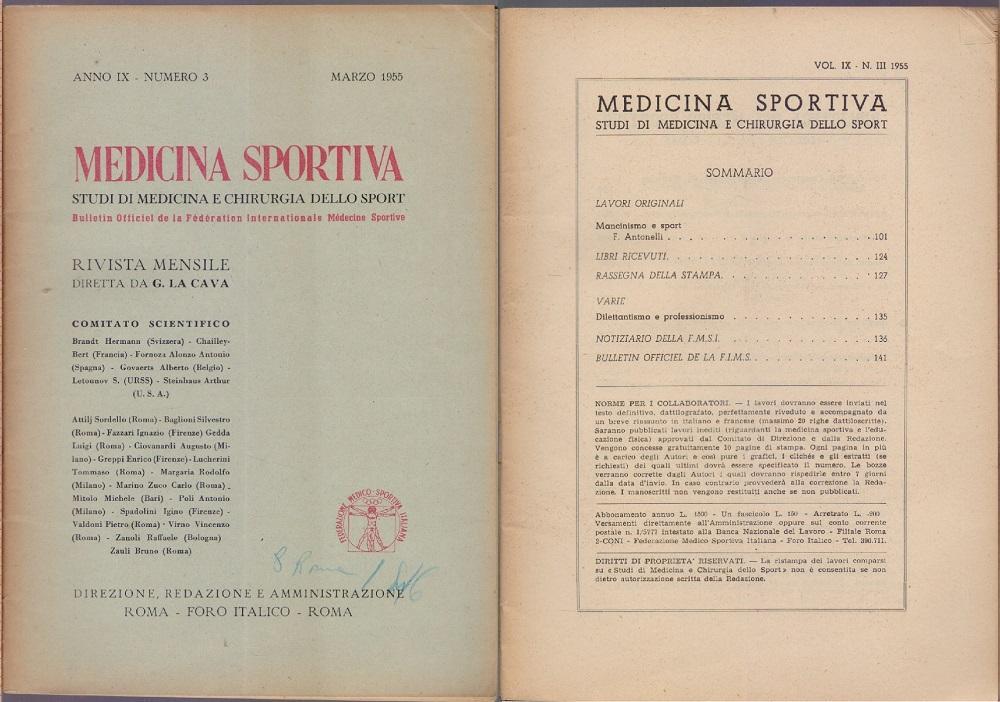 ANNO IX - NUMERO 3
MARZO 1955
MEDICINA SPORTIVA
STUDI DI MEDICINA E CHIRURGIA DELLO SPORT
Bulletin Officiel de la Fédération Internationale Médecine Sportive
RIVISTA MENSILE
DIRETTA DA G. LA CAVA
COMITATO SCIENTIFICO
Brandt Hermann (Svizzera) - Chailley-
Bert (Francia) - Fornoza Alonzo Antonio
(Spagna) - Govaerts Alberto (Belgio) -
Letounov S. (URSS) - Steinhaus Arthur
(U. S. A.)
Attilj Sordello (Roma) - Baglioni Silvestro
(Roma) - Fazzari Ignazio (Firenze) Gedda
Luigi (Roma) - Giovanardi Augusto (Mi-
lano) - Greppi Enrico (Firenze) - Lucherini
Tommaso (Roma) - Margaria Rodolfo
(Milano) - Marino Zuco Carlo (Roma) -
Mitolo Michele (Bari) - Poli Antonio
(Milano) - Spadolini Igino (Firenze) -
Valdoni Pietro (Roma) - Virno Vincenzo
(Roma) - Zanoli Raffaele (Bologna)
Zauli Bruno (Roma)
FEDERAZIONE MEDICO-SPORTIVA ITALIANA
8 Roma
DIREZIONE, REDAZIONE E AMMINISTRAZIONE
ROMA - FORO ITALICO - ROMA
VOL. IX - N. III 1955
MEDICINA SPORTIVA
STUDI DI MEDICINA E CHIRURGIA DELLO SPORT
SOMMARIO
LAVORI ORIGINALI
Mancinismo e sport
F. Antonelli . . . . . . . . . . . . . . . . . 101
LIBRI RICEVUTI . . . . . . . . . . . . . . . . . 124
RASSEGNA DELLA STAMPA . . . . . . . . . . . . 127
VARIE
Dilettantismo e professionismo . . . . . . . . . . . 135
NOTIZIARIO DELLA F.M.S.I. . . . . . . . . . . . 136
BULLETIN OFFICIEL DE LA F.I.M.S. . . . . . . . . 141
NORME PER I COLLABORATORI. — I lavori dovranno essere inviati nel
testo definitivo, dattilografato, perfettamente riveduto e accompagnato da
un breve riassunto in italiano e francese (massimo 20 righe dattiloscritte).
Saranno pubblicati lavori inediti (riguardanti la medicina sportiva e l'edu-
cazione fisica) approvati dal Comitato di Direzione e dalla Redazione.
Vengono concesse gratuitamente 10 pagine di stampa. Ogni pagina in più
è a carico degli Autori e così pure i grafici, i clichés e gli estratti (se
richiesti) dei quali ultimi dovrà essere specificato il numero. Le bozze
verranno corrette dagli Autori i quali dovranno rispedirle entro 7 giorni
dalla data d'invio. In caso contrario provvederà alla correzione la Reda-
zione. I manoscritti non vengono restituiti anche se non pubblicati.
Abbonamento annuo L. 1500 - Un fascicolo L. 150 - Arretrato L. 200
Versamenti direttamente all'Amministrazione oppure sul conto corrente
postale n. 1/5777 intestato alla Banca Nazionale del Lavoro - Filiale Roma
2-CONI - Federazione Medico Sportiva Italiana - Foro Italico - Tel. 396.711.
DIRITTI DI PROPRIETA' RISERVATI. — La ristampa dei lavori comparsi
su «Studi di Medicina e Chirurgia dello Sport» non è consentita se non
dietro autorizzazione scritta della Redazione.